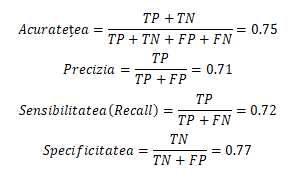 Acuratețea = TP + TN / TP + TN + FP + FN = 0.75
Precizia = TP / TP + FP = 0.71
Sensibilitatea (Recall) = TP / TP + FN = 0.72
Specificitatea = TN / TN + FP = 0.77